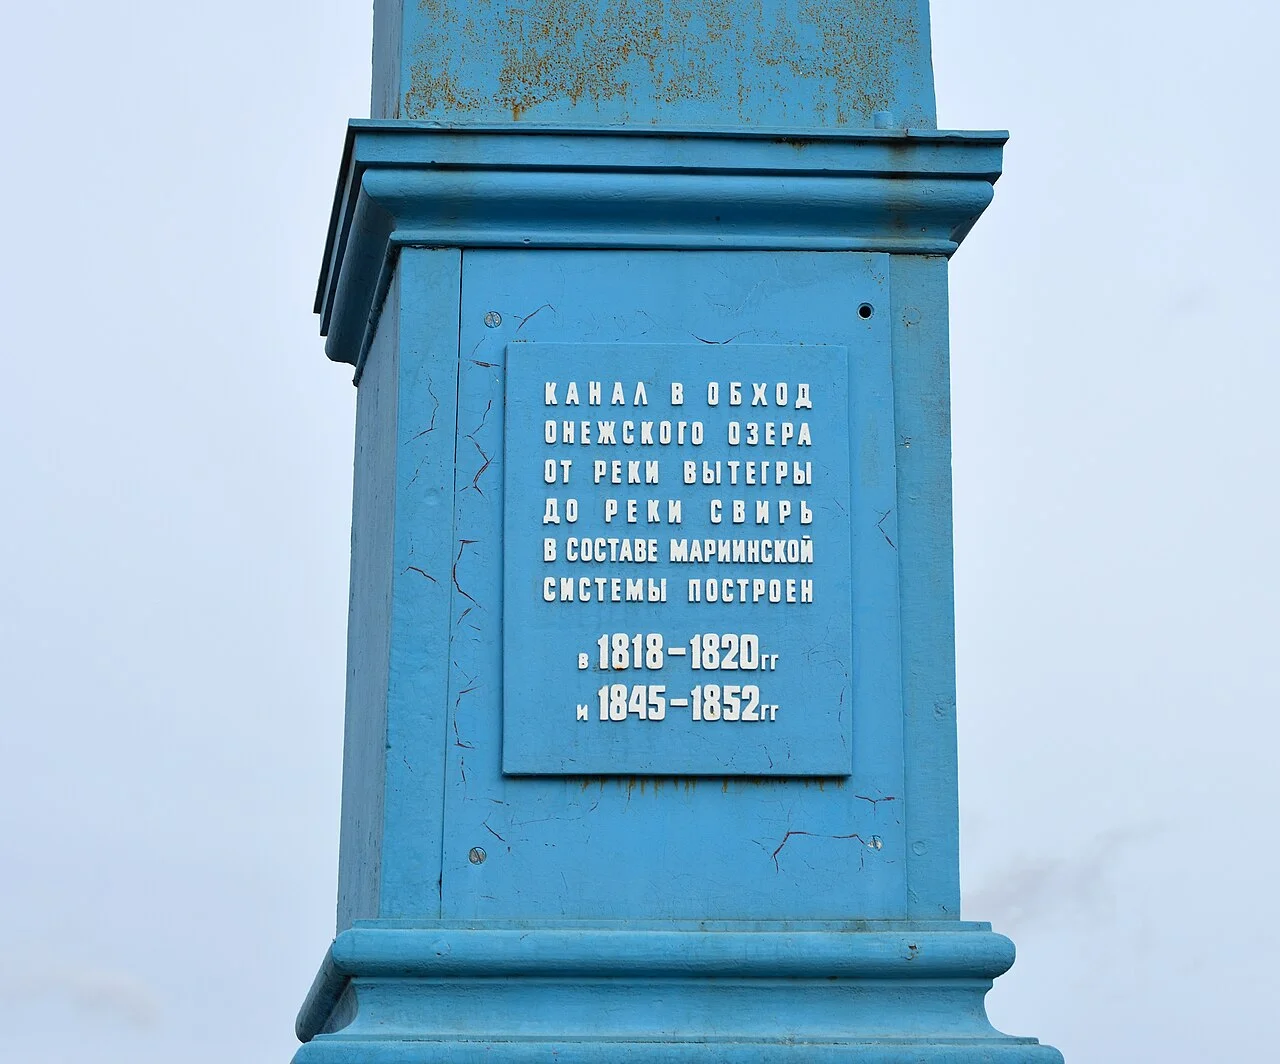 КАНАЛ В ОБХОД
ОНЕЖСКОГО ОЗЕРА
ОТ РЕКИ ВЫТЕГРЫ
ДО РЕКИ СВИРЬ
В СОСТАВЕ МАРИИНСКОЙ
СИСТЕМЫ ПОСТРОЕН
в 1818–1820гг
и 1845–1852гг